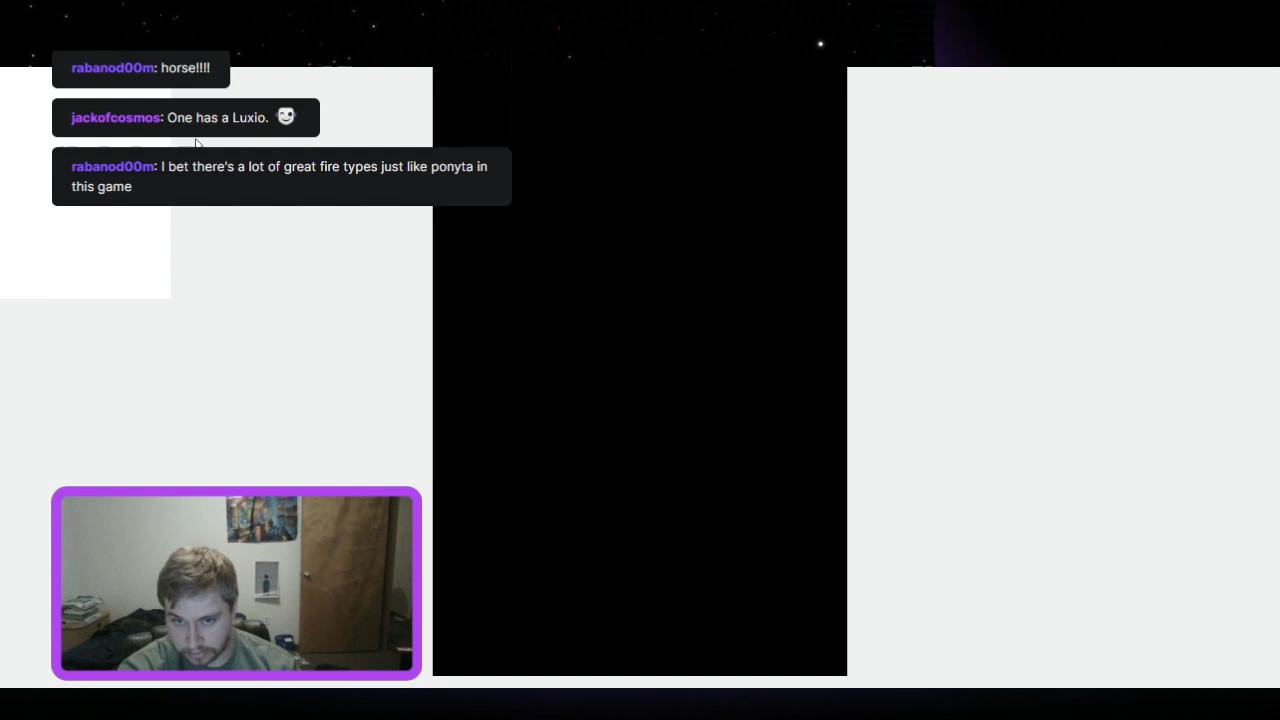 rabanod00m: horse!!!!
jackofcosmos: One has a Luxio.
rabanod00m: I bet there's a lot of great fire types just like ponyta in
this game